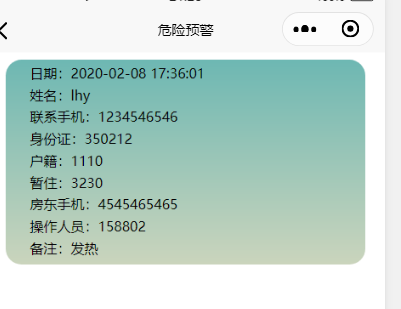 危险预警
日期：2020-02-08 17:36:01
姓名：lhy
联系手机：1234546546
身份证：350212
户籍：1110
暂住：3230
房东手机：4545465465
操作人员：158802
备注：发热